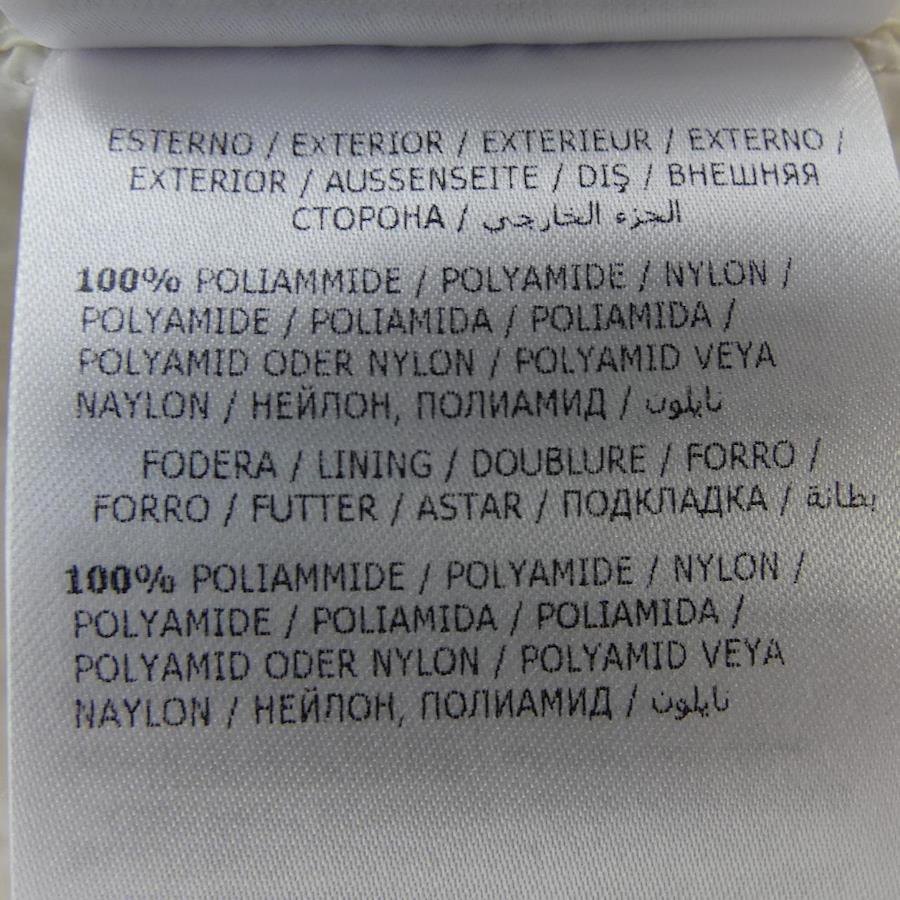 ESTERNO / EXTERIOR / EXTERIEUR / EXTERNO /
EXTERIOR / AUSSENSEITE / DIŞ / ВНЕШНЯЯ
СТОРОНА / الجزء الخارجي
100% POLIAMMIDE / POLYAMIDE / NYLON /
POLYAMIDE / POLIAMIDA / POLIAMIDA /
POLYAMID ODER NYLON / POLYAMID VEYA
NAYLON / НЕЙЛОН, ПОЛИАМИД / نايلون
FODERA / LINING / DOUBLURE / FORRO /
FORRO / FUTTER / ASTAR / ПОДКЛАДКА / بطانة
100% POLIAMMIDE / POLYAMIDE / NYLON /
POLYAMIDE / POLIAMIDA / POLIAMIDA /
POLYAMID ODER NYLON / POLYAMID VEYA
NAYLON / НЕЙЛОН, ПОЛИАМИД / نايلون